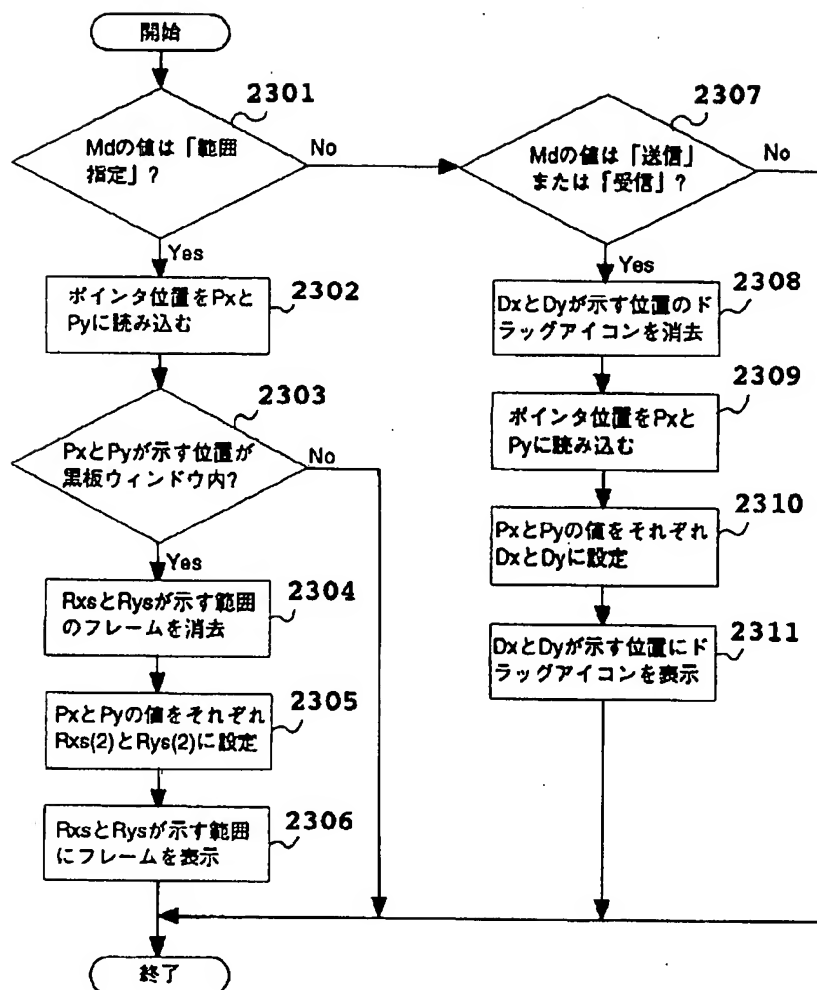 開始
2301
Mdの値は「範囲
指定」?
No
Yes
ポインタ位置をPxと
Pyに読み込む
2302
2303
PxとPyが示す位置が
黒板ウィンドウ内?
No
Yes
RxsとRysが示す範囲
のフレームを消去
2304
PxとPyの値をそれぞれ
Rxs(2)とRys(2)に設定
2305
RxsとRysが示す範囲
にフレームを表示
2306
終了
2307
Mdの値は「送信」
または「受信」?
No
Yes
DxとDyが示す位置のド
ラッグアイコンを消去
2308
ポインタ位置をPxと
Pyに読み込む
2309
PxとPyの値をそれぞれ
DxとDyに設定
2310
DxとDyが示す位置にド
ラッグアイコンを表示
2311